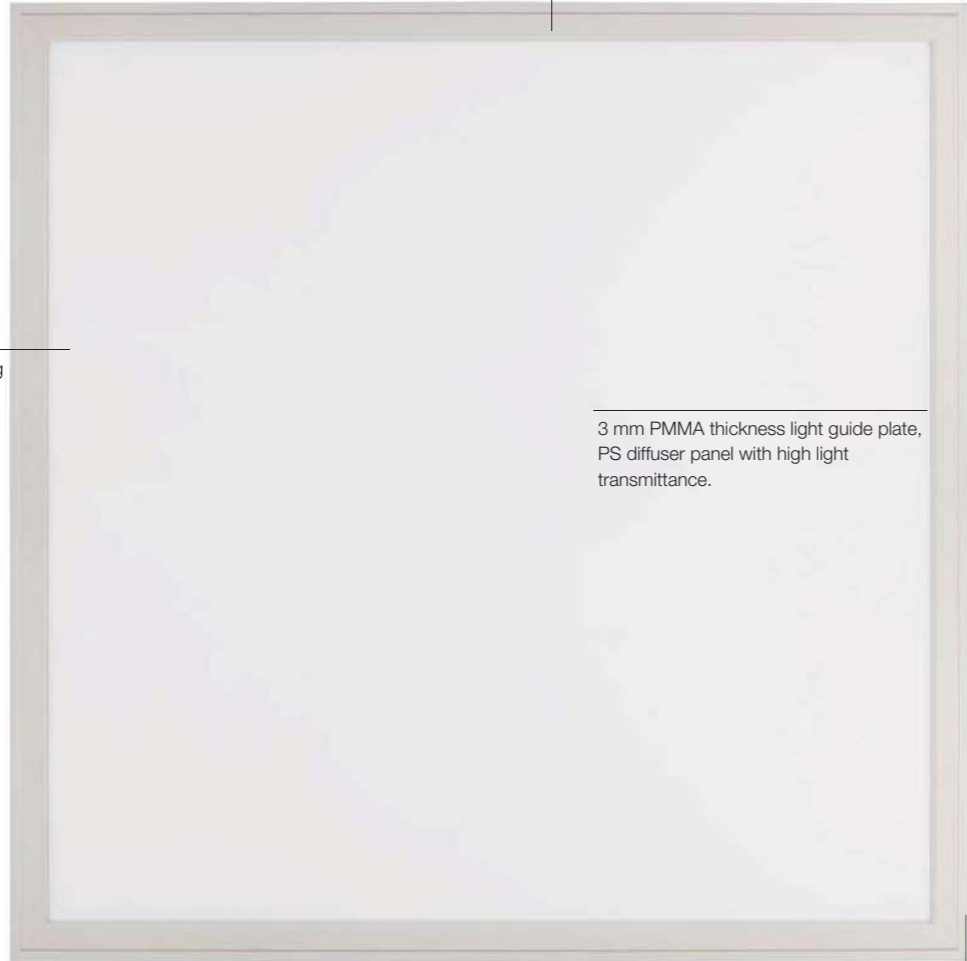 3 mm PMMA thickness light guide plate,
PS diffuser panel with high light
transmittance.